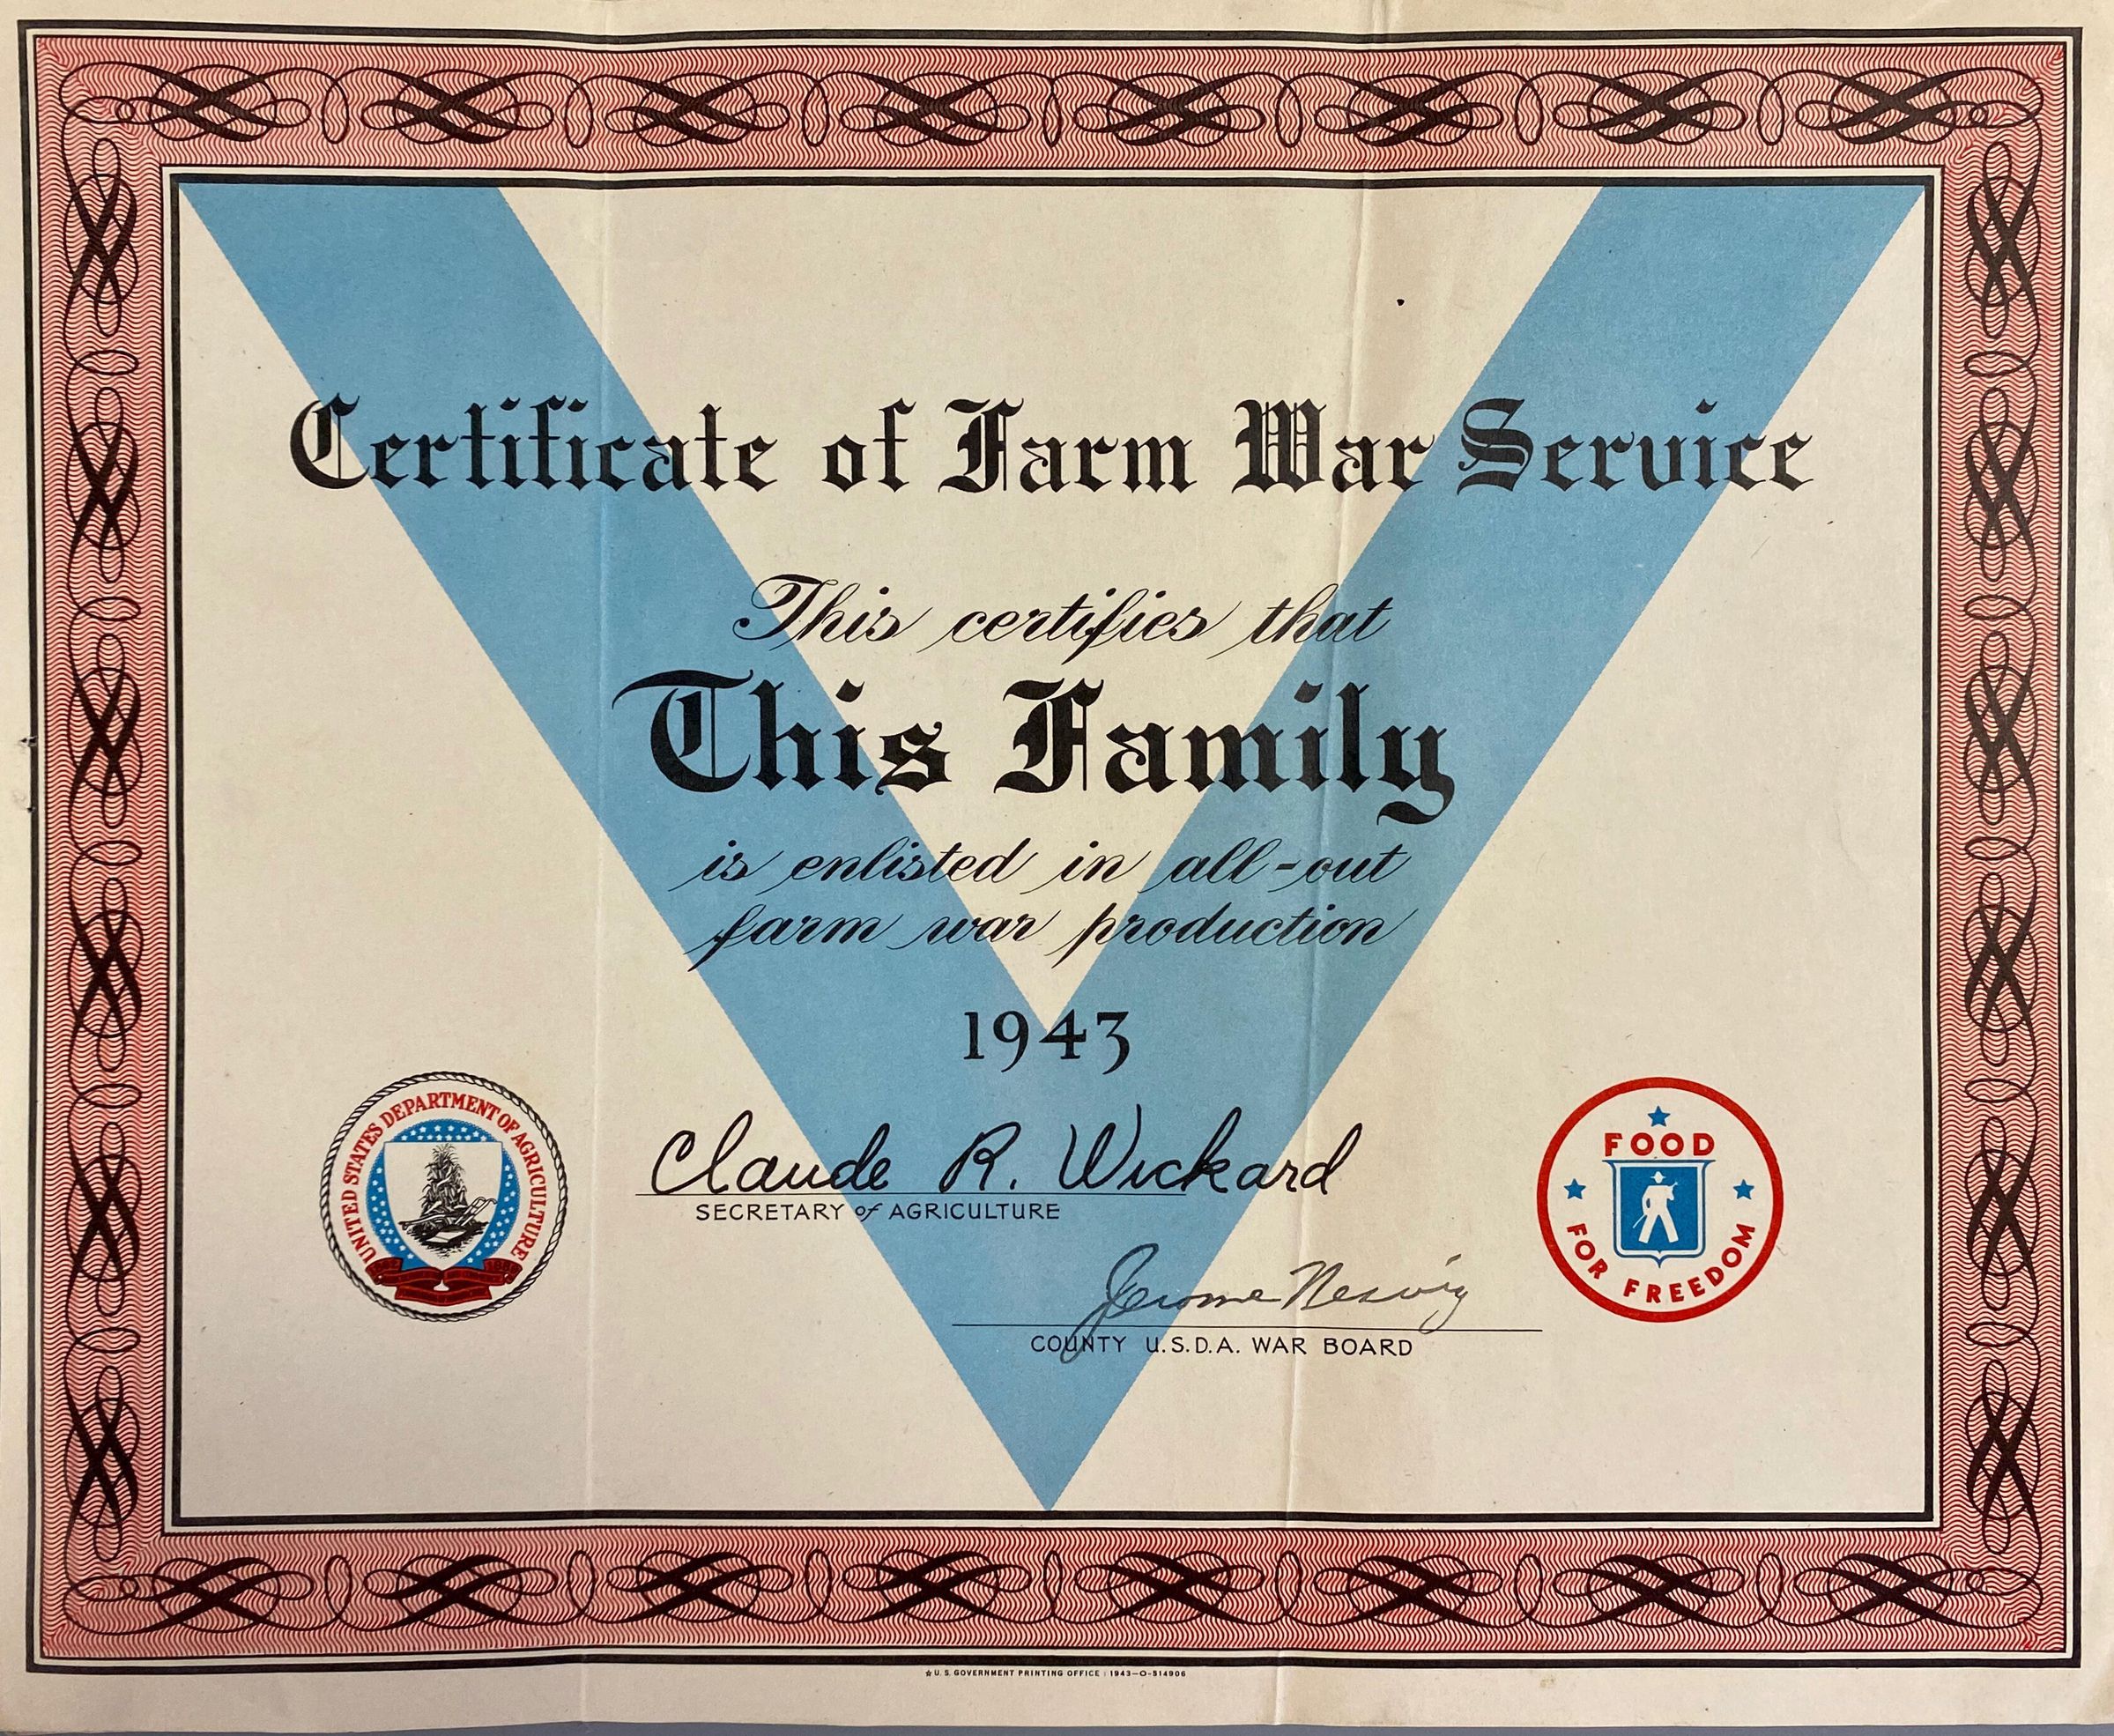 Certificate of Farm War Service
This certifies that
This Family
is enlisted in all-out
farm war production
1943
UNITED STATES DEPARTMENT OF AGRICULTURE
Claude R. Wickard
SECRETARY of AGRICULTURE
FOOD
FOR FREEDOM
Jerome Nesvig
COUNTY U.S.D.A. WAR BOARD
☆ U. S. GOVERNMENT PRINTING OFFICE : 1943—O-514906